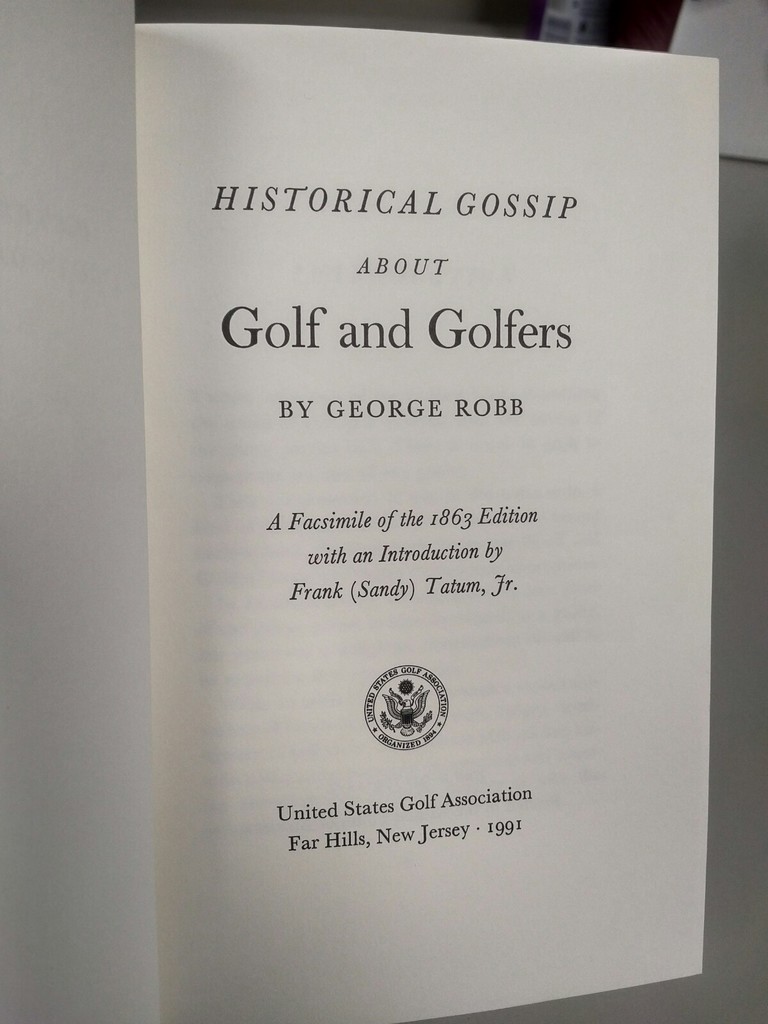 HISTORICAL GOSSIP
ABOUT
Golf and Golfers
BY GEORGE ROBB
A Facsimile of the 1863 Edition
with an Introduction by
Frank (Sandy) Tatum, Jr.
UNITED STATES GOLF ASSOCIATION
ORGANIZED 1894
United States Golf Association
Far Hills, New Jersey · 1991